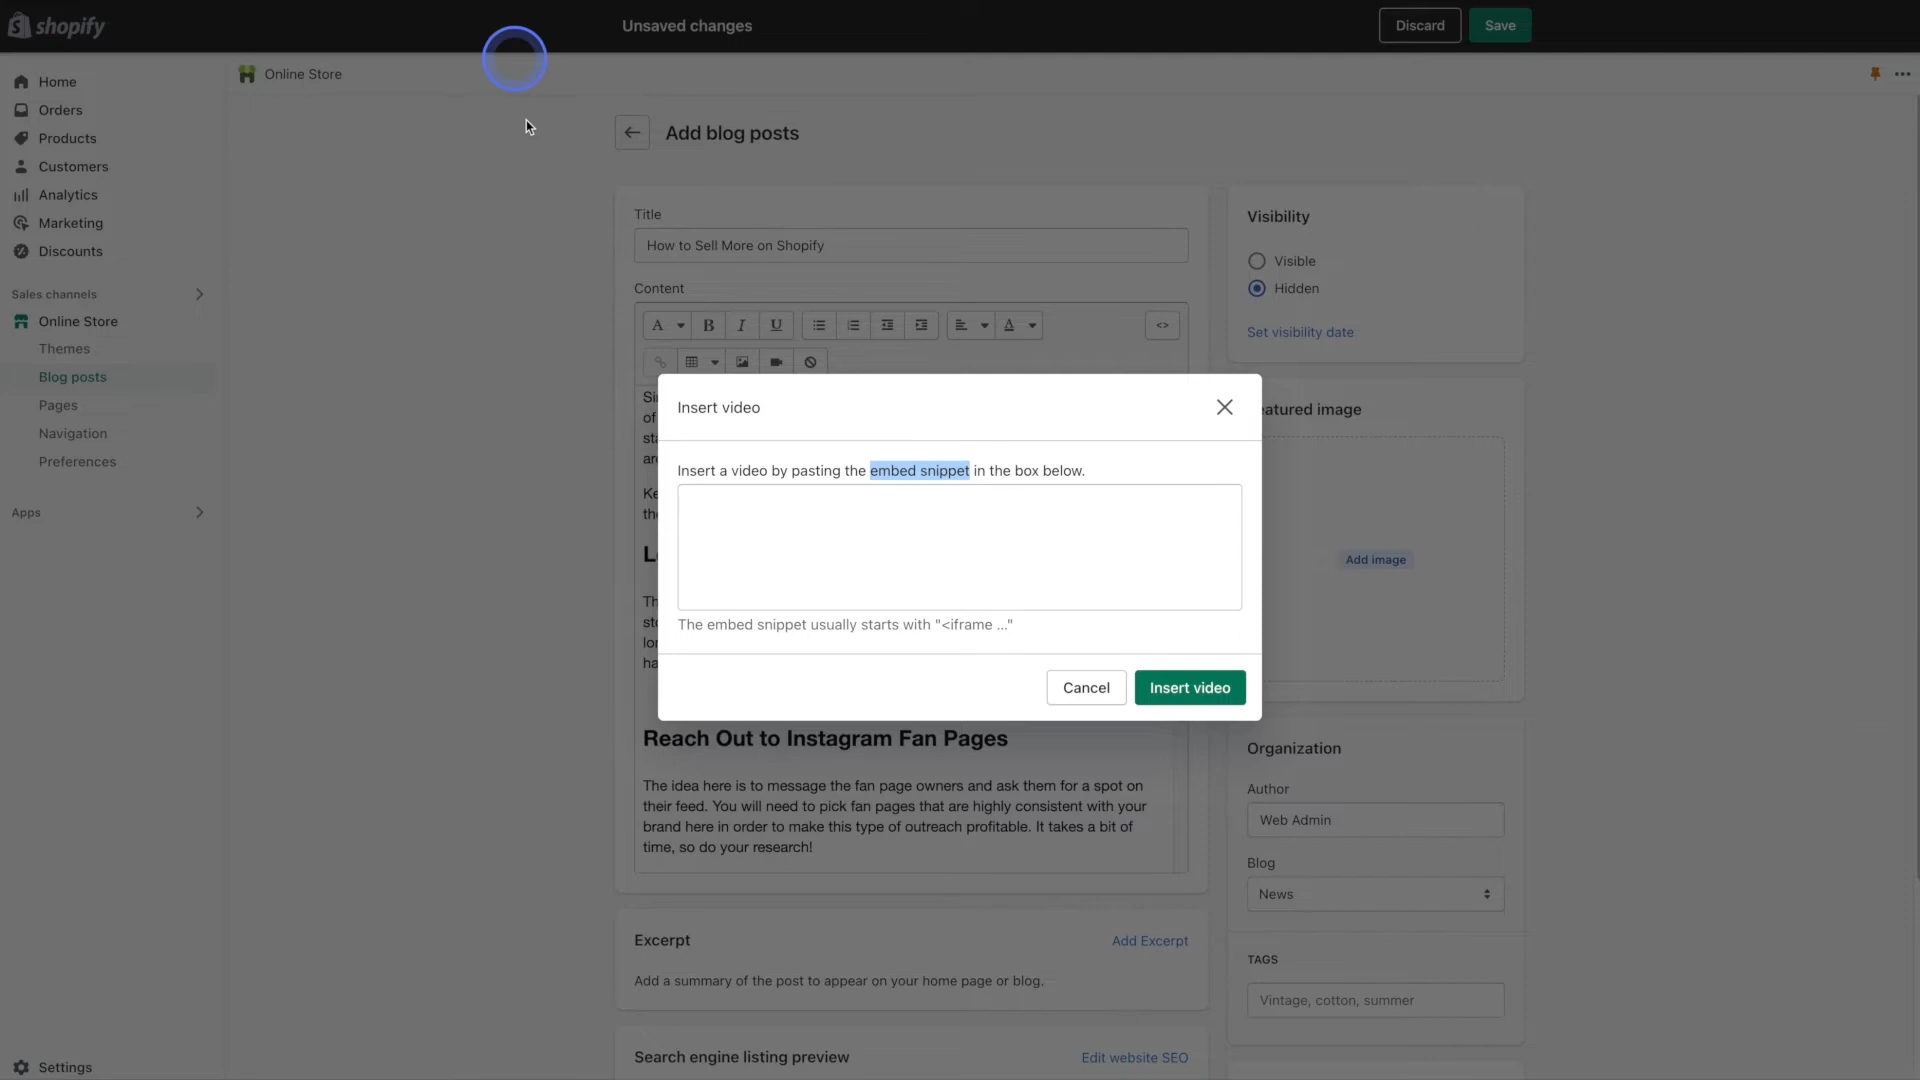 shopify
Unsaved changes
Discard
Save
Home
Orders
Products
Customers
Analytics
Marketing
Discounts
Sales channels
Online Store
Themes
Blog posts
Pages
Navigation
Preferences
Apps
Settings
Online Store
Add blog posts
Title
How to Sell More on Shopify
Content
A
B
I
U
A
<>
Insert video
Insert a video by pasting the embed snippet in the box below.
The embed snippet usually starts with "<iframe ..."
Cancel
Insert video
Reach Out to Instagram Fan Pages
The idea here is to message the fan page owners and ask them for a spot on
their feed. You will need to pick fan pages that are highly consistent with your
brand here in order to make this type of outreach profitable. It takes a bit of
time, so do your research!
Excerpt
Add Excerpt
Add a summary of the post to appear on your home page or blog.
Search engine listing preview
Edit website SEO
Visibility
Visible
Hidden
Set visibility date
atured image
Add image
Organization
Author
Web Admin
Blog
News
TAGS
Vintage, cotton, summer